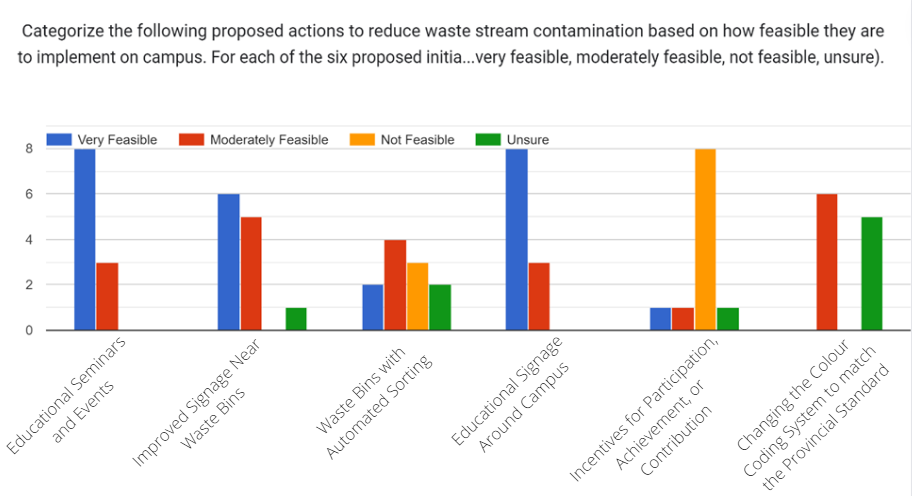 Categorize the following proposed actions to reduce waste stream contamination based on how feasible they are
to implement on campus. For each of the six proposed initia...very feasible, moderately feasible, not feasible, unsure).
Very Feasible
Moderately Feasible
Not Feasible
Unsure
8
6
4
2
0
Educational Seminars
and Events
Improved Signage Near
Waste Bins
Waste Bins with
Automated Sorting
Educational Signage
Around Campus
Incentives for Participation,
Achievement, or
Contribution
Changing the Colour
Coding System to match
the Provincial Standard